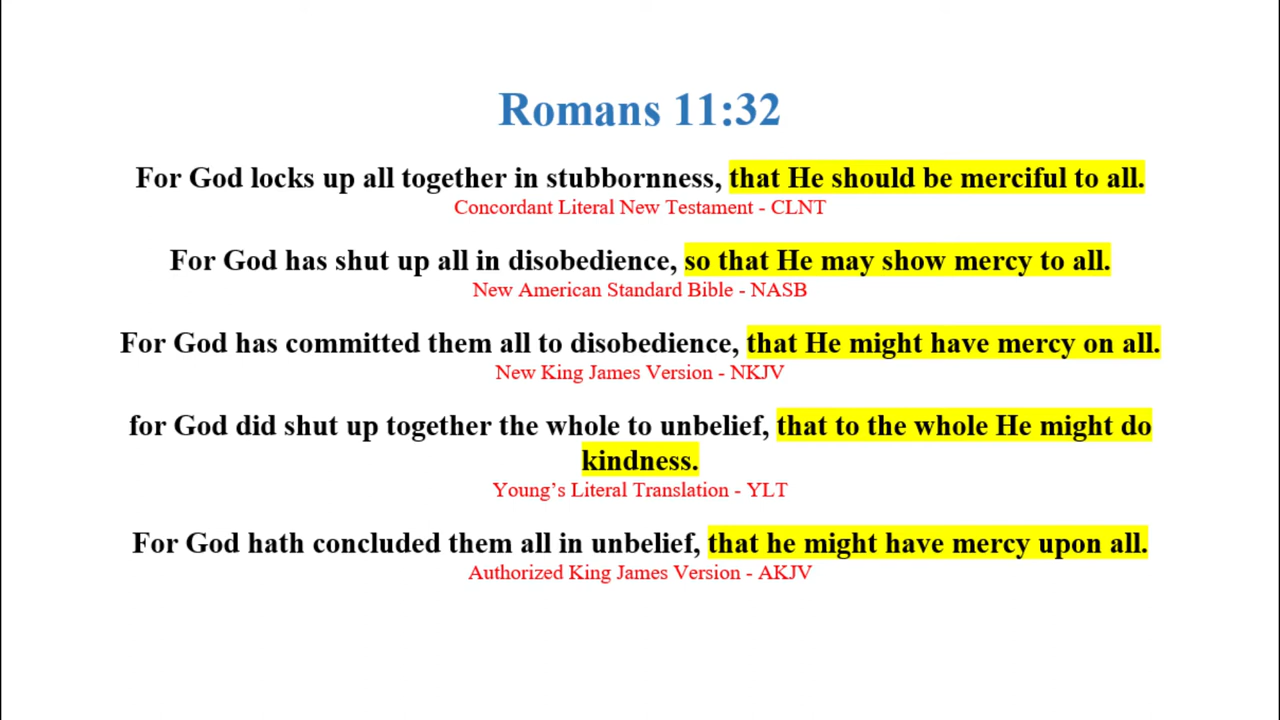 Romans 11:32
For God locks up all together in stubbornness, that He should be merciful to all.
Concordant Literal New Testament - CLNT
For God has shut up all in disobedience, so that He may show mercy to all.
New American Standard Bible - NASB
For God has committed them all to disobedience, that He might have mercy on all.
New King James Version - NKJV
for God did shut up together the whole to unbelief, that to the whole He might do
kindness.
Young’s Literal Translation - YLT
For God hath concluded them all in unbelief, that he might have mercy upon all.
Authorized King James Version - AKJV